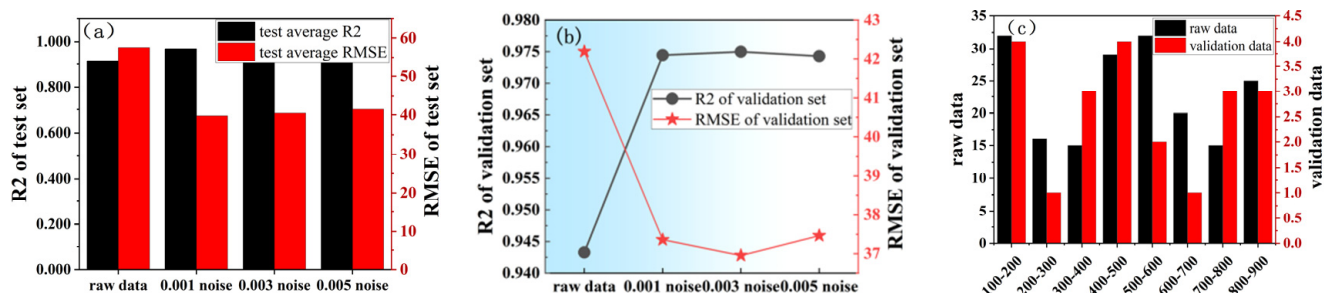 (a)
test average R2
test average RMSE
R2 of test set
1.000
0.800
0.600
0.400
0.200
0.000
60
50
40
30
20
10
0
RMSE of test set
raw data
0.001 noise
0.003 noise
0.005 noise
(b)
R2 of validation set
RMSE of validation set
R2 of validation set
0.980
0.975
0.970
0.965
0.960
0.955
0.950
0.945
0.940
43
42
41
40
39
38
37
RMSE of validation set
raw data
0.001 noise
0.003 noise
0.005 noise
(c)
raw data
validation data
raw data
35
30
25
20
15
10
5
0
4.5
4.0
3.5
3.0
2.5
2.0
1.5
1.0
0.5
0.0
validation data
100-200
200-300
300-400
400-500
500-600
600-700
700-800
800-900